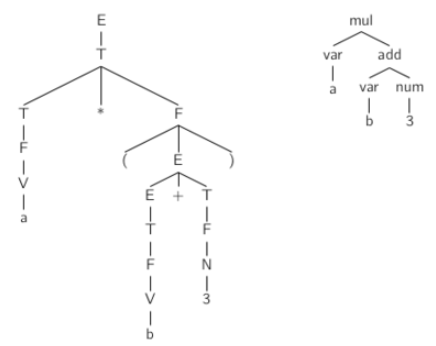 E
T
T * F
F
( E )
V
E + T
a
T F
F N
V 3
b
mul
var add
a var num
b 3